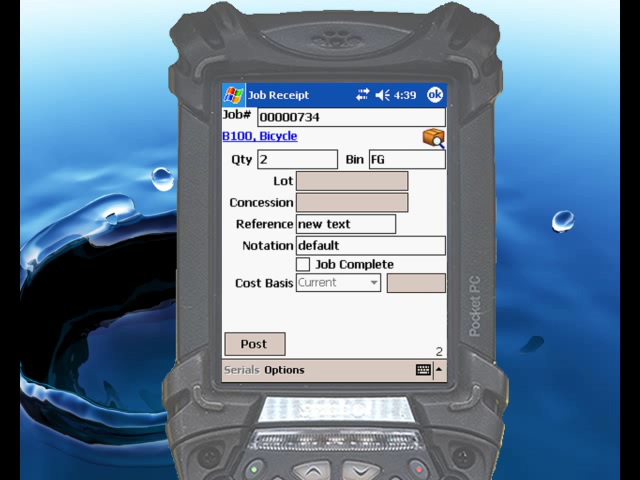 Job Receipt 4:39 ok
Job# 00000734
B100, Bicycle
Qty 2 Bin FG
Lot
Concession
Reference new text
Notation default
Job Complete
Cost Basis Current
Post 2
Serials Options
Pocket PC